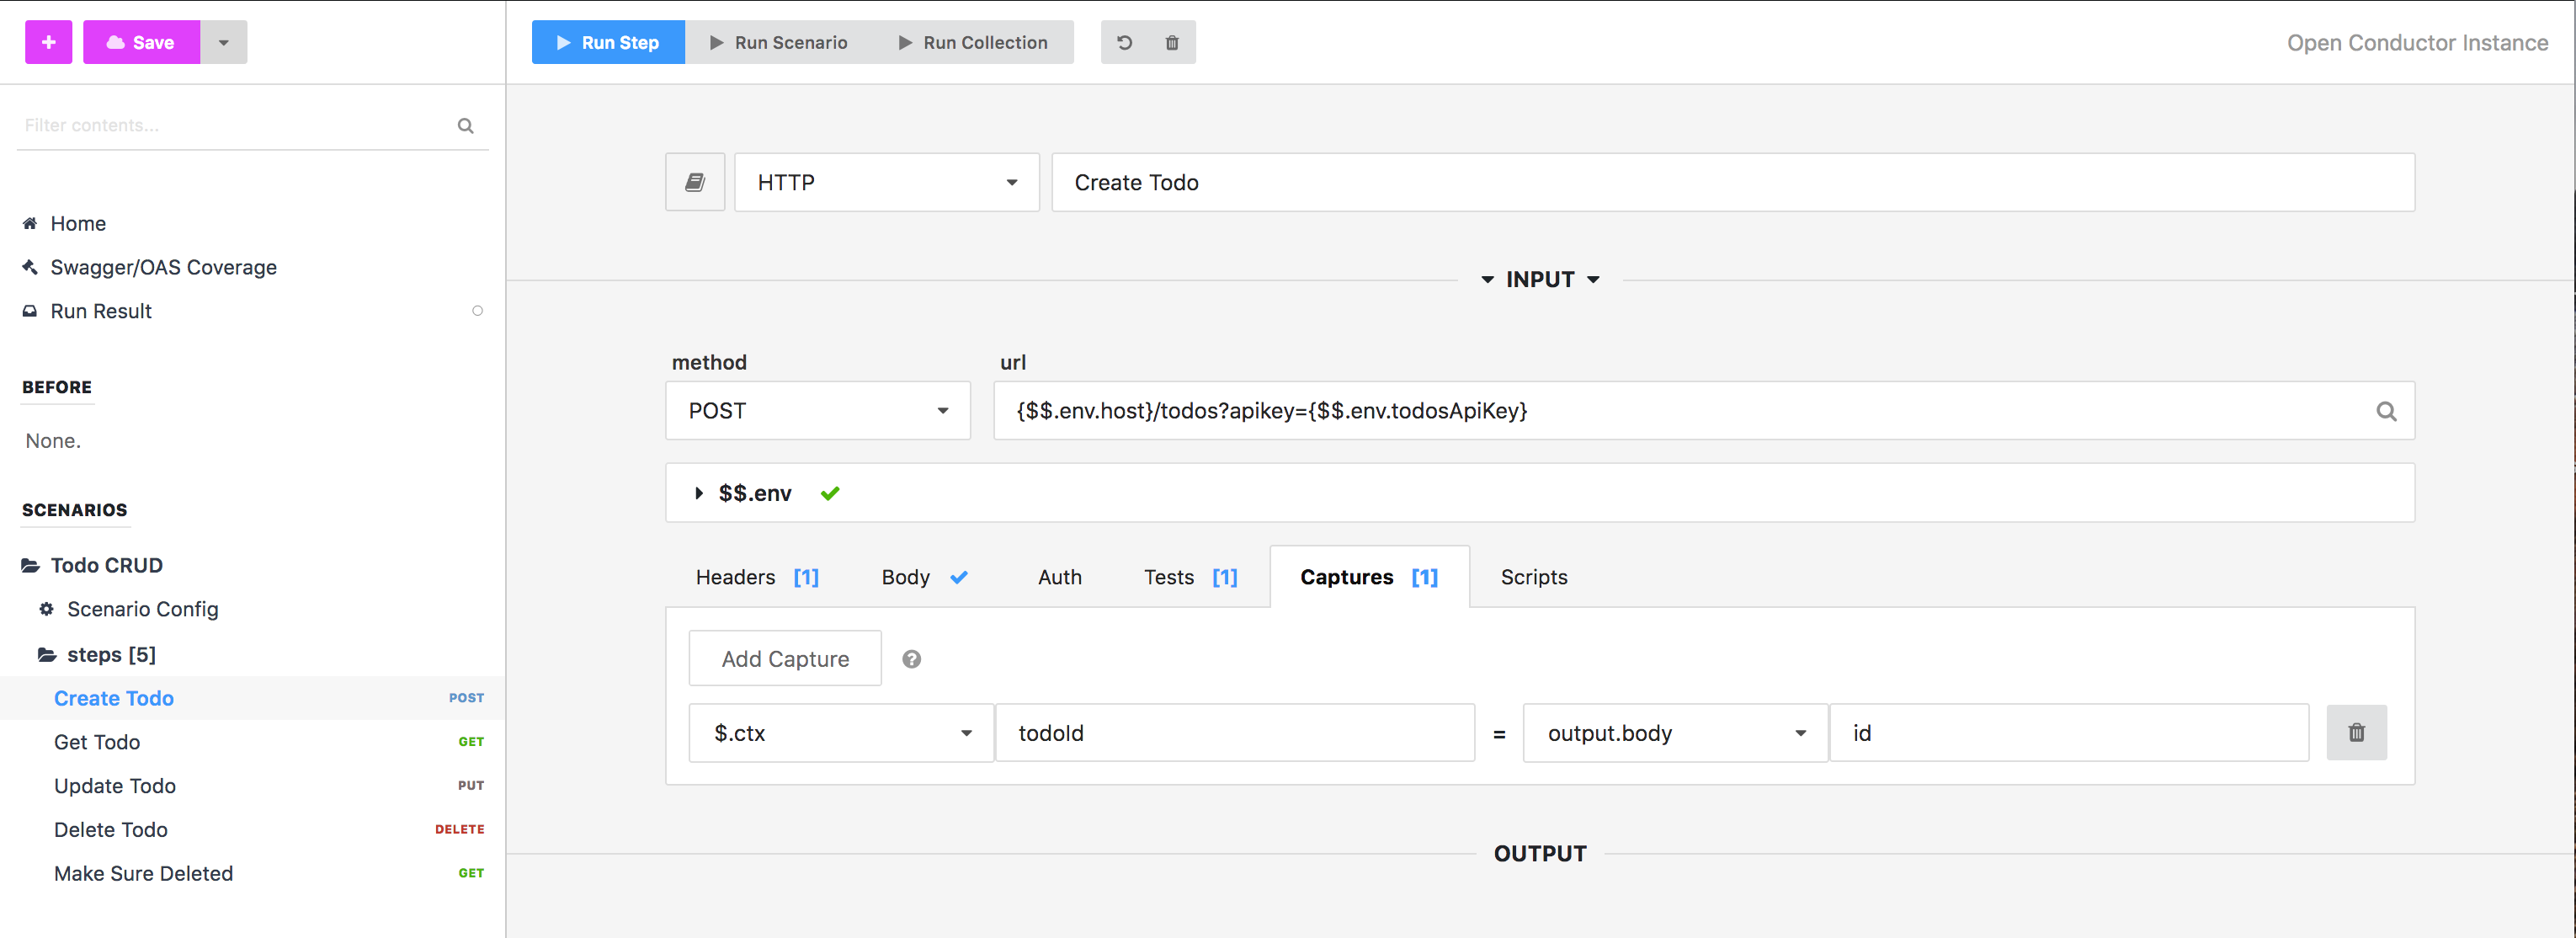 + Save
Run Step Run Scenario Run Collection
Open Conductor Instance
Filter contents...
Home
Swagger/OAS Coverage
Run Result
BEFORE
None.
SCENARIOS
Todo CRUD
Scenario Config
steps [5]
Create Todo POST
Get Todo GET
Update Todo PUT
Delete Todo DELETE
Make Sure Deleted GET
HTTP Create Todo
INPUT
method url
POST {$$.env.host}/todos?apikey={$$.env.todosApiKey}
$$.env
Headers [1] Body Auth Tests [1] Captures [1] Scripts
Add Capture ?
$.ctx todoId = output.body id
OUTPUT